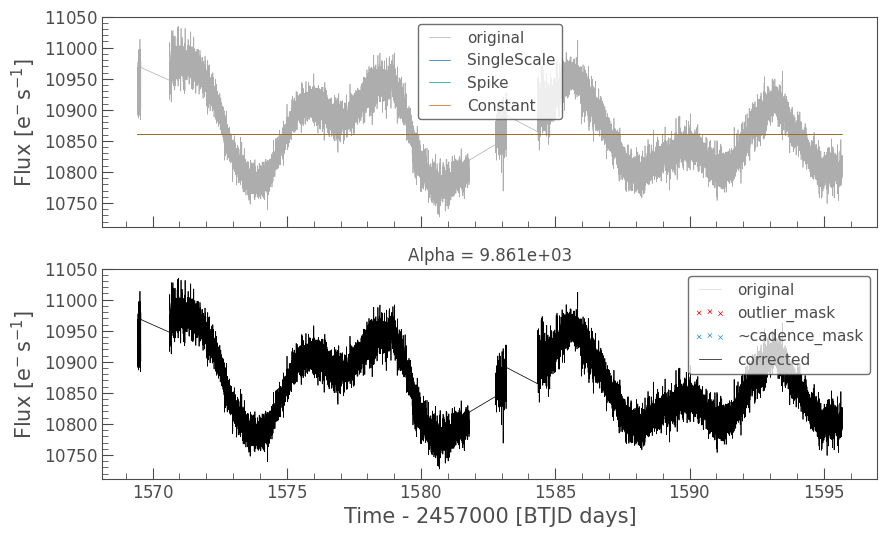 11050
11000
10950
10900
10850
10800
10750
Flux [e⁻ s⁻¹]
original
SingleScale
Spike
Constant
Alpha = 9.861e+03
11050
11000
10950
10900
10850
10800
10750
Flux [e⁻ s⁻¹]
original
outlier_mask
~cadence_mask
corrected
1570 1575 1580 1585 1590 1595
Time - 2457000 [BTJD days]